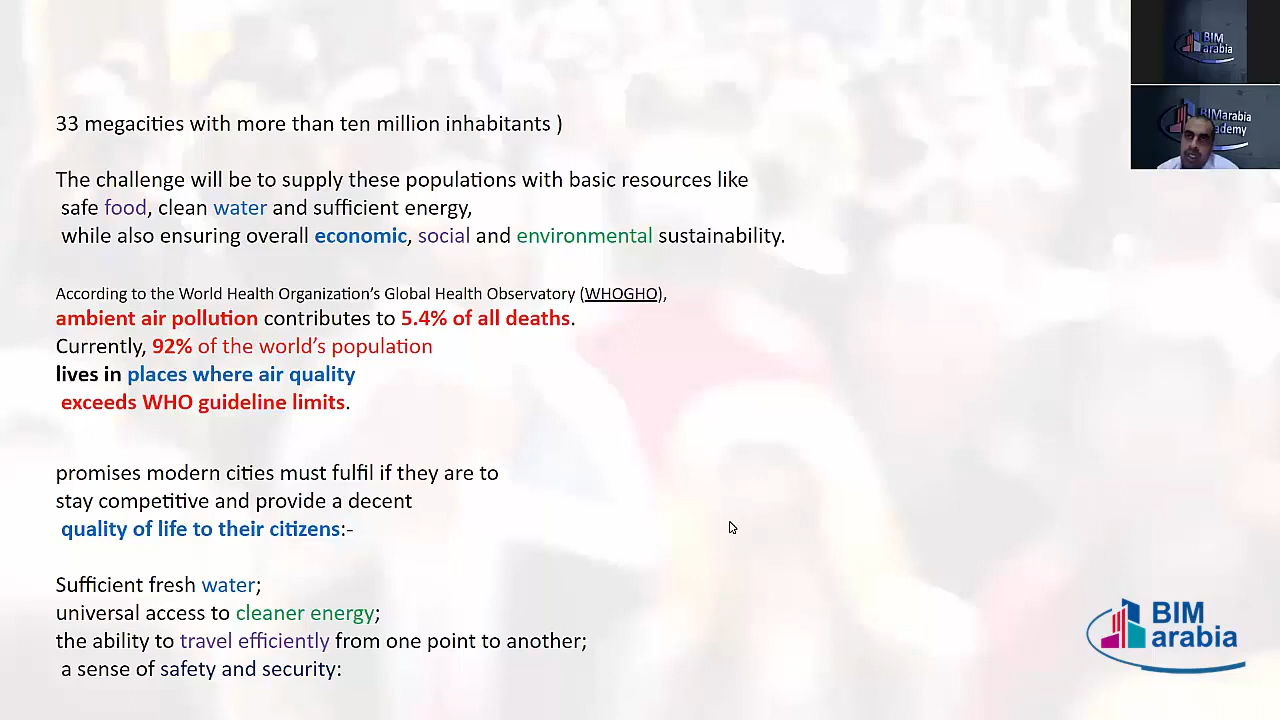 33 megacities with more than ten million inhabitants )
The challenge will be to supply these populations with basic resources like
safe food, clean water and sufficient energy,
while also ensuring overall economic, social and environmental sustainability.
According to the World Health Organization’s Global Health Observatory (WHOGHO),
ambient air pollution contributes to 5.4% of all deaths.
Currently, 92% of the world’s population
lives in places where air quality
exceeds WHO guideline limits.
promises modern cities must fulfil if they are to
stay competitive and provide a decent
quality of life to their citizens:-
Sufficient fresh water;
universal access to cleaner energy;
the ability to travel efficiently from one point to another;
a sense of safety and security:
BIM
arabia
BIM
arabia
BIMarabia